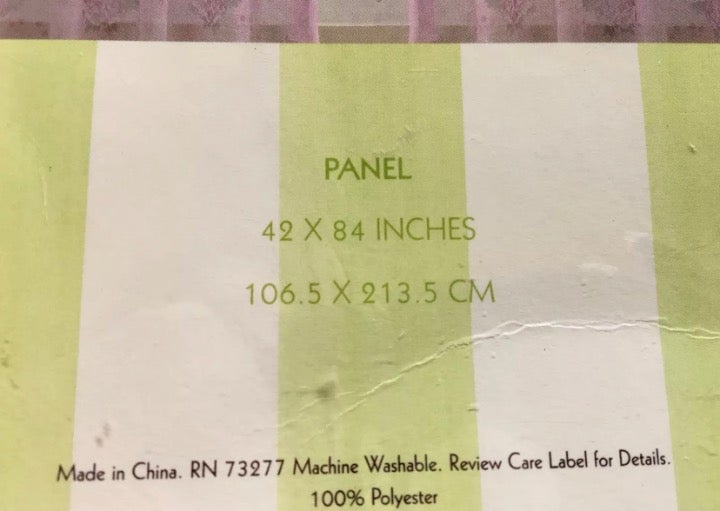 PANEL
42 X 84 INCHES
106.5 X 213.5 CM
Made in China. RN 73277 Machine Washable. Review Care Label for Details.
100% Polyester